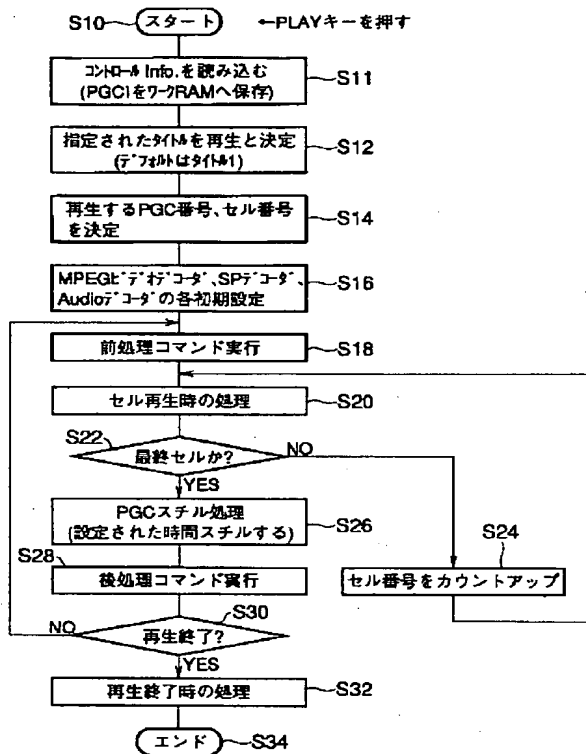 S10
スタート
←PLAYキーを押す
コントロール Info.を読み込む
(PGCIをワークRAMへ保存)
S11
指定されたタイトルを再生と決定
(デフォルトはタイトル1)
S12
再生するPGC番号、セル番号
を決定
S14
MPEGビデオデコーダ、SPデコーダ、
Audioデコーダの各初期設定
S16
前処理コマンド実行
S18
セル再生時の処理
S20
S22
最終セルか?
NO
YES
PGCスチル処理
(設定された時間スチルする)
S26
S24
セル番号をカウントアップ
S28
後処理コマンド実行
S30
NO
再生終了?
YES
再生終了時の処理
S32
エンド
S34